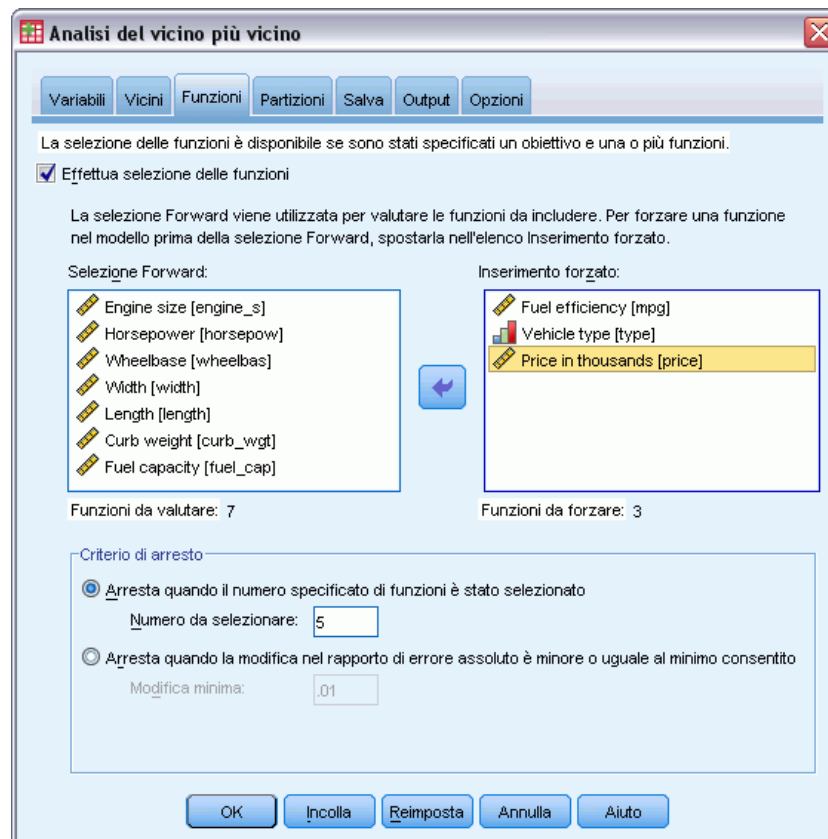 Analisi del vicino più vicino
Variabili Vicini Funzioni Partizioni Salva Output Opzioni
La selezione delle funzioni è disponibile se sono stati specificati un obiettivo e una o più funzioni.
Effettua selezione delle funzioni
La selezione Forward viene utilizzata per valutare le funzioni da includere. Per forzare una funzione
nel modello prima della selezione Forward, spostarla nell'elenco Inserimento forzato.
Selezione Forward:
Engine size [engine_s]
Horsepower [horsepow]
Wheelbase [wheelbas]
Width [width]
Length [length]
Curb weight [curb_wgt]
Fuel capacity [fuel_cap]
Funzioni da valutare: 7
Inserimento forzato:
Fuel efficiency [mpg]
Vehicle type [type]
Price in thousands [price]
Funzioni da forzare: 3
Criterio di arresto
Arresta quando il numero specificato di funzioni è stato selezionato
Numero da selezionare: 5
Arresta quando la modifica nel rapporto di errore assoluto è minore o uguale al minimo consentito
Modifica minima: .01
OK Incolla Reimposta Annulla Aiuto